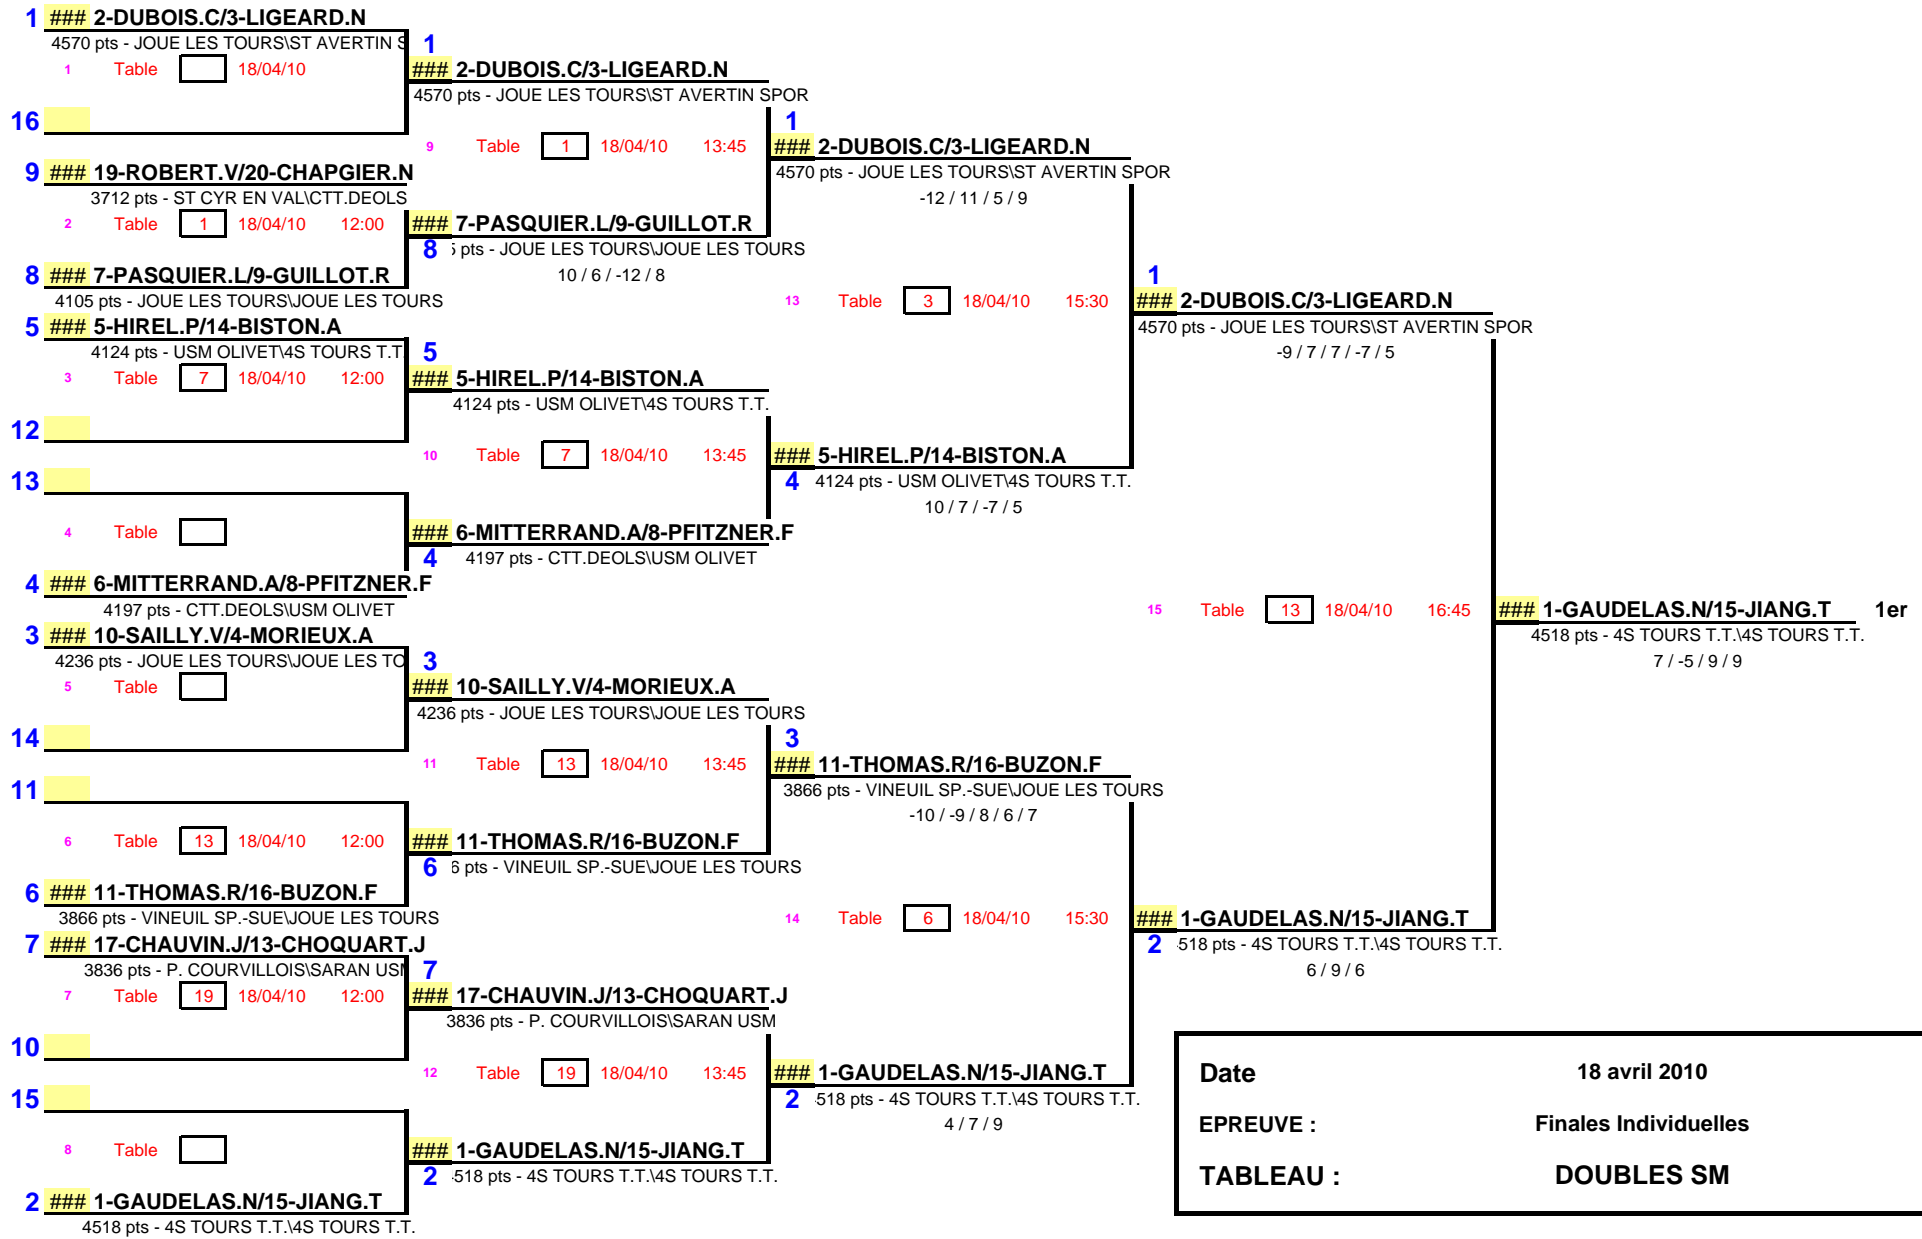 1 ### 2-DUBOIS.C/3-LIGEARD.N
4570 pts - JOUE LES TOURS\ST AVERTIN S
1 Table 18/04/10
16
9 ### 19-ROBERT.V/20-CHAPGIER.N
3712 pts - ST CYR EN VAL\CTT.DEOLS
2 Table 1 18/04/10 12:00
8 ### 7-PASQUIER.L/9-GUILLOT.R
4105 pts - JOUE LES TOURS\JOUE LES TOURS
5 ### 5-HIREL.P/14-BISTON.A
4124 pts - USM OLIVET\4S TOURS T.T.
3 Table 7 18/04/10 12:00
12
13
4 Table
4 ### 6-MITTERRAND.A/8-PFITZNER.F
4197 pts - CTT.DEOLS\USM OLIVET
3 ### 10-SAILLY.V/4-MORIEUX.A
4236 pts - JOUE LES TOURS\JOUE LES TO
5 Table
14
11
6 Table 13 18/04/10 12:00
6 ### 11-THOMAS.R/16-BUZON.F
3866 pts - VINEUIL SP.-SUE\JOUE LES TOURS
7 ### 17-CHAUVIN.J/13-CHOQUART.J
3836 pts - P. COURVILLOIS\SARAN USM
7 Table 19 18/04/10 12:00
10
15
8 Table
2 ### 1-GAUDELAS.N/15-JIANG.T
4518 pts - 4S TOURS T.T.\4S TOURS T.T.
1
### 2-DUBOIS.C/3-LIGEARD.N
4570 pts - JOUE LES TOURS\ST AVERTIN SPOR
9 Table 1 18/04/10 13:45
### 7-PASQUIER.L/9-GUILLOT.R
8 5 pts - JOUE LES TOURS\JOUE LES TOURS
10 / 6 / -12 / 8
5
### 5-HIREL.P/14-BISTON.A
4124 pts - USM OLIVET\4S TOURS T.T.
10 Table 7 18/04/10 13:45
### 6-MITTERRAND.A/8-PFITZNER.F
4 4197 pts - CTT.DEOLS\USM OLIVET
3
### 10-SAILLY.V/4-MORIEUX.A
4236 pts - JOUE LES TOURS\JOUE LES TOURS
11 Table 13 18/04/10 13:45
### 11-THOMAS.R/16-BUZON.F
6 6 pts - VINEUIL SP.-SUE\JOUE LES TOURS
7
### 17-CHAUVIN.J/13-CHOQUART.J
3836 pts - P. COURVILLOIS\SARAN USM
12 Table 19 18/04/10 13:45
### 1-GAUDELAS.N/15-JIANG.T
2 518 pts - 4S TOURS T.T.\4S TOURS T.T.
1
### 2-DUBOIS.C/3-LIGEARD.N
4570 pts - JOUE LES TOURS\ST AVERTIN SPOR
-12 / 11 / 5 / 9
13 Table 3 18/04/10 15:30
### 5-HIREL.P/14-BISTON.A
4 4124 pts - USM OLIVET\4S TOURS T.T.
10 / 7 / -7 / 5
3
### 11-THOMAS.R/16-BUZON.F
3866 pts - VINEUIL SP.-SUE\JOUE LES TOURS
-10 / -9 / 8 / 6 / 7
14 Table 6 18/04/10 15:30
### 1-GAUDELAS.N/15-JIANG.T
2 518 pts - 4S TOURS T.T.\4S TOURS T.T.
4 / 7 / 9
1
### 2-DUBOIS.C/3-LIGEARD.N
4570 pts - JOUE LES TOURS\ST AVERTIN SPOR
-9 / 7 / 7 / -7 / 5
15 Table 13 18/04/10 16:45
### 1-GAUDELAS.N/15-JIANG.T
2 518 pts - 4S TOURS T.T.\4S TOURS T.T.
6 / 9 / 6
### 1-GAUDELAS.N/15-JIANG.T 1er
4518 pts - 4S TOURS T.T.\4S TOURS T.T.
7 / -5 / 9 / 9
Date 18 avril 2010
EPREUVE : Finales Individuelles
TABLEAU : DOUBLES SM